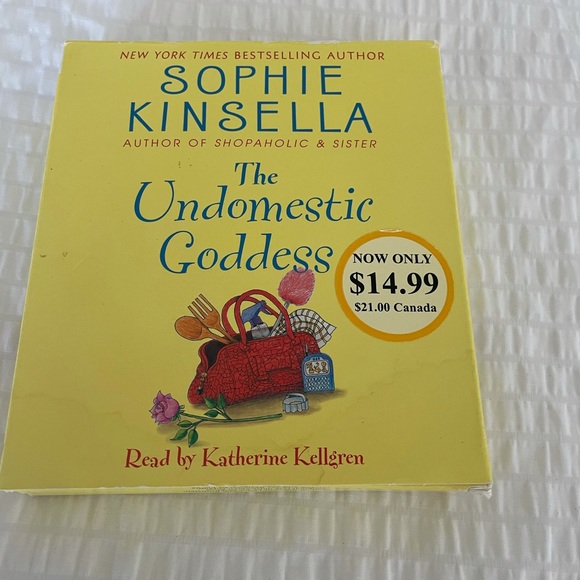 NEW YORK TIMES BESTSELLING AUTHOR
SOPHIE
KINSELLA
AUTHOR OF SHOPAHOLIC & SISTER
The
Undomestic
Goddess
NOW ONLY
$14.99
$21.00 Canada
Read by Katherine Kellgren